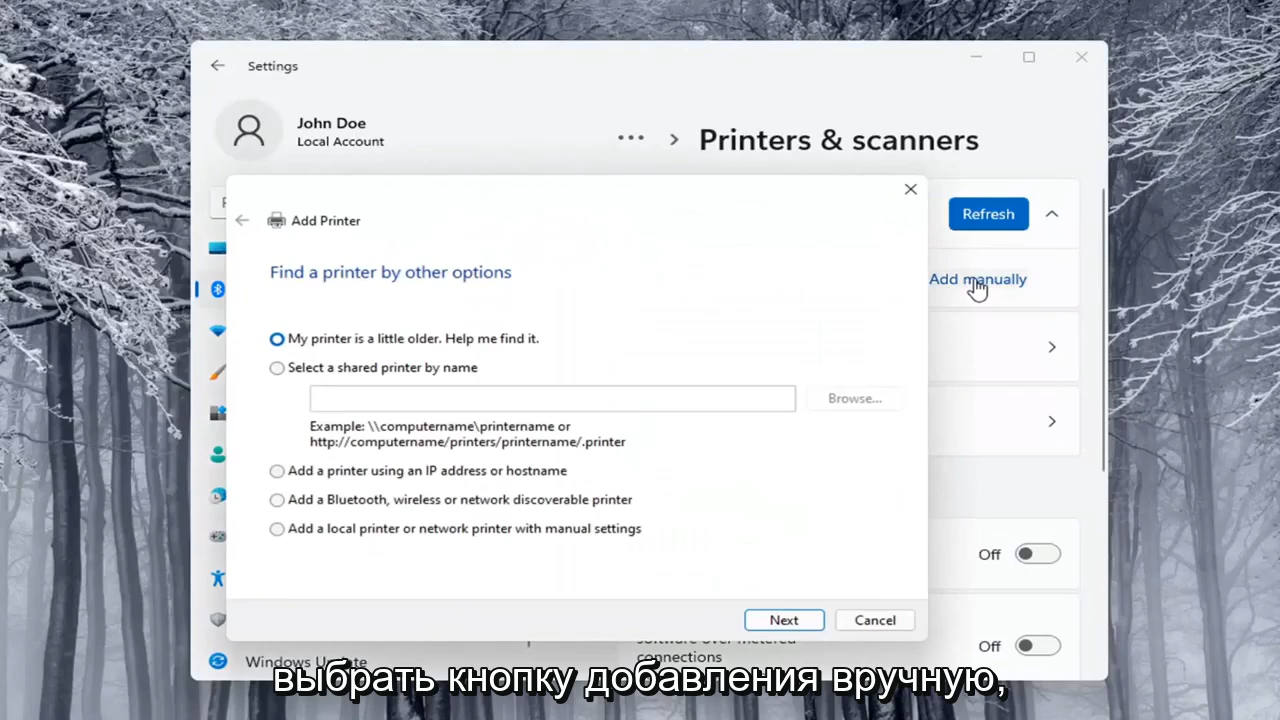 Settings
John Doe
Local Account
Printers & scanners
Refresh
Add manually
Add Printer
Find a printer by other options
My printer is a little older. Help me find it.
Select a shared printer by name
Browse...
Example: \\computername\printername or
http://computername/printers/printername/.printer
Add a printer using an IP address or hostname
Add a Bluetooth, wireless or network discoverable printer
Add a local printer or network printer with manual settings
Off
Next
Cancel
Off
connections
Windows Update
выбрать кнопку добавления вручную,